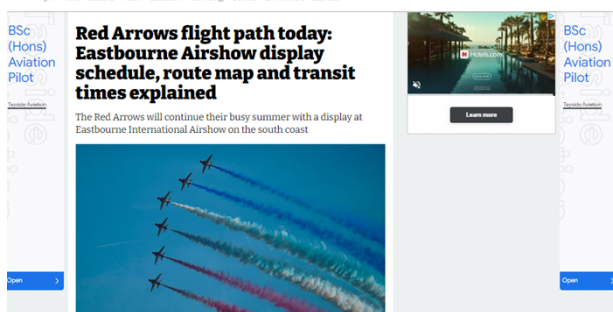 BSc
(Hons)
Aviation
Pilot
Open
Red Arrows flight path today:
Eastbourne Airshow display
schedule, route map and transit
times explained
The Red Arrows will continue their busy summer with a display at
Eastbourne International Airshow on the south coast
Hotels.com
Learn more
BSc
(Hons)
Aviation
Pilot
Open